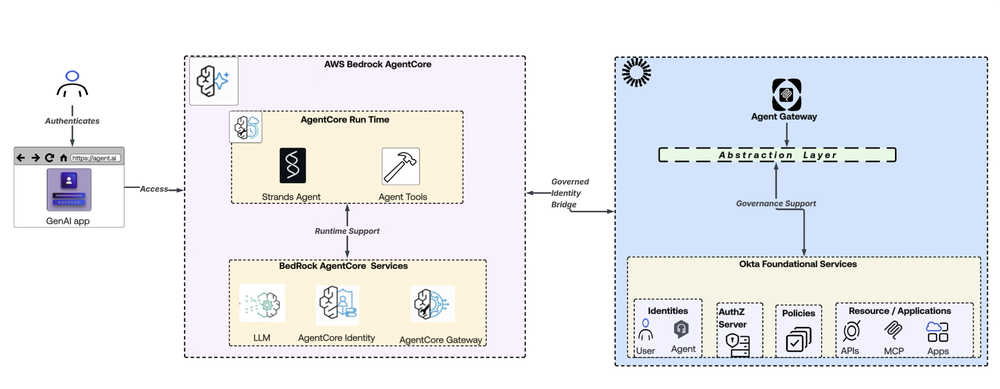 Authenticates
https://agent.ai
GenAI app
Access
AWS Bedrock AgentCore
AgentCore Run Time
Strands Agent
Agent Tools
Runtime Support
BedRock AgentCore  Services
LLM
AgentCore Identity
AgentCore Gateway
Governed
Identity
Bridge
Agent Gateway
Abstraction Layer
Governance Support
Okta Foundational Services
Identities
User
Agent
AuthZ
Server
Policies
Resource / Applications
APIs
MCP
Apps